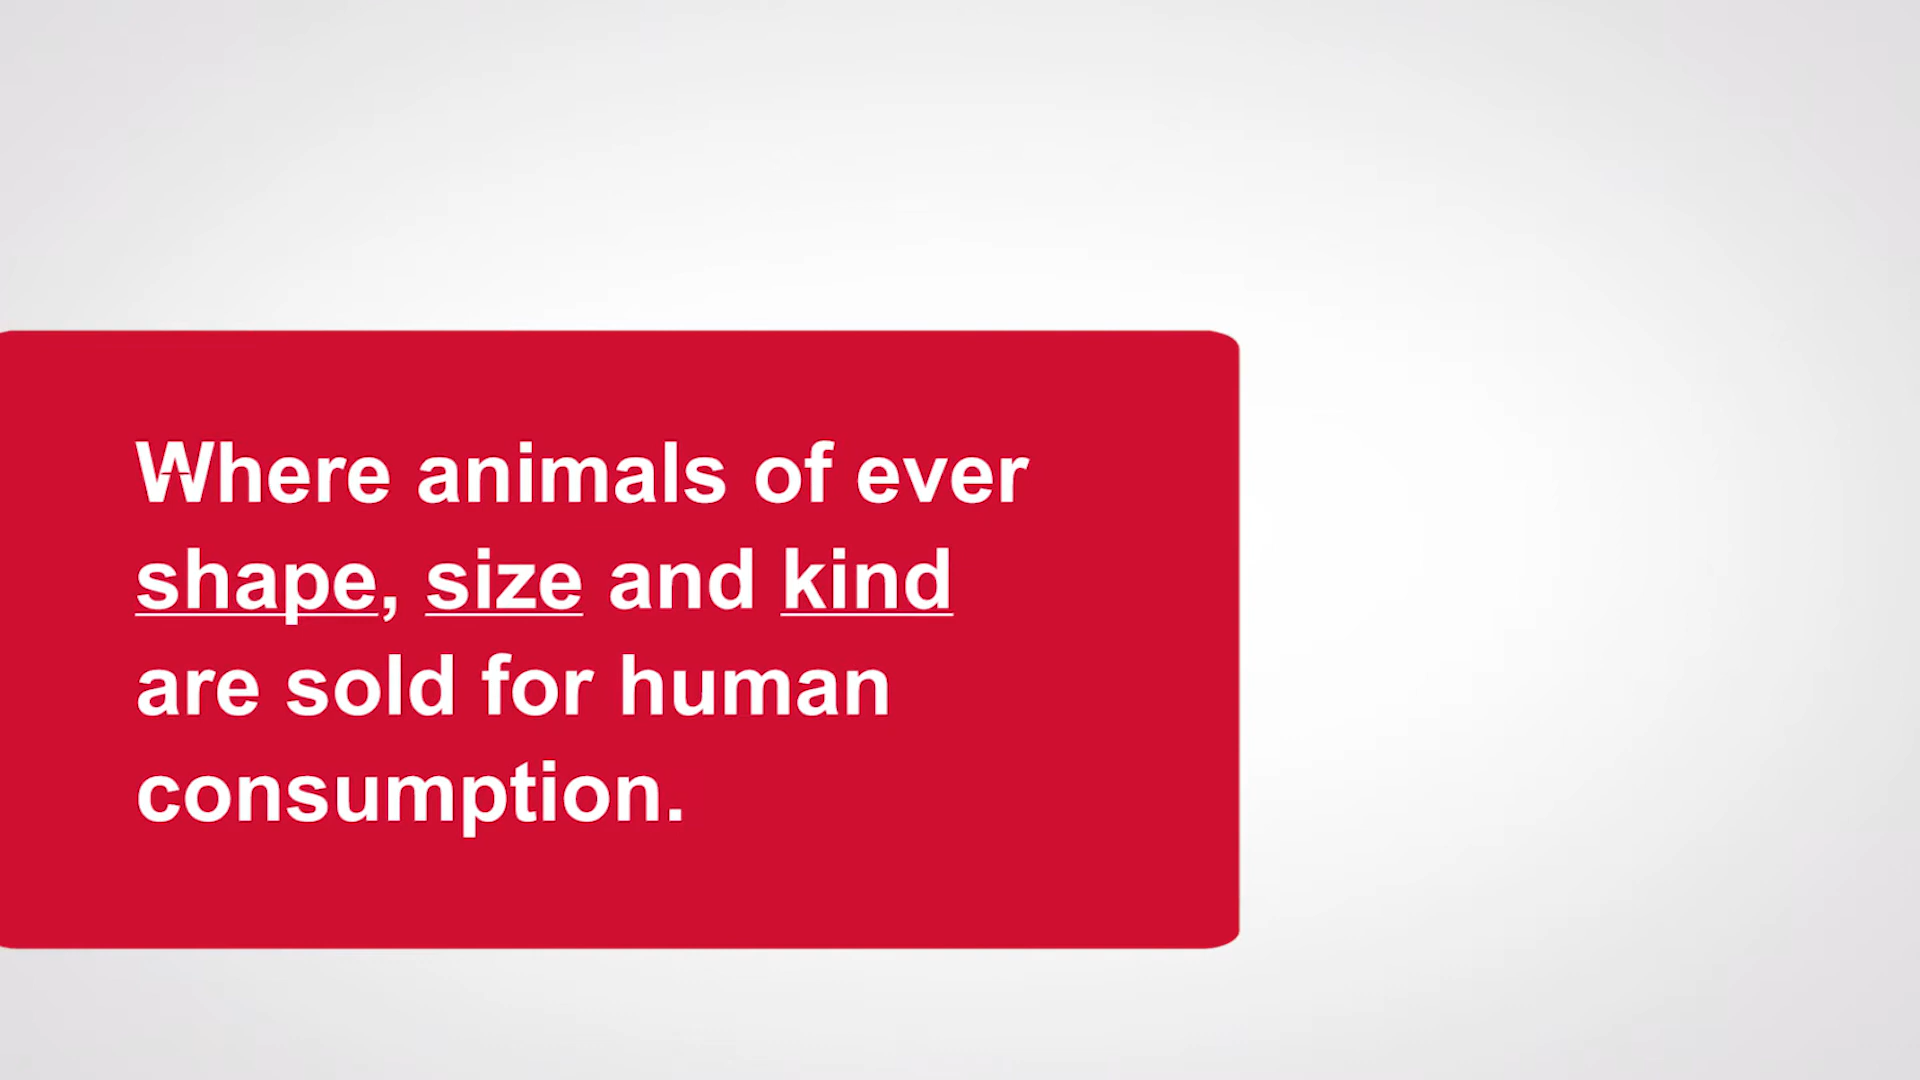 Where animals of ever
shape, size and kind
are sold for human
consumption.